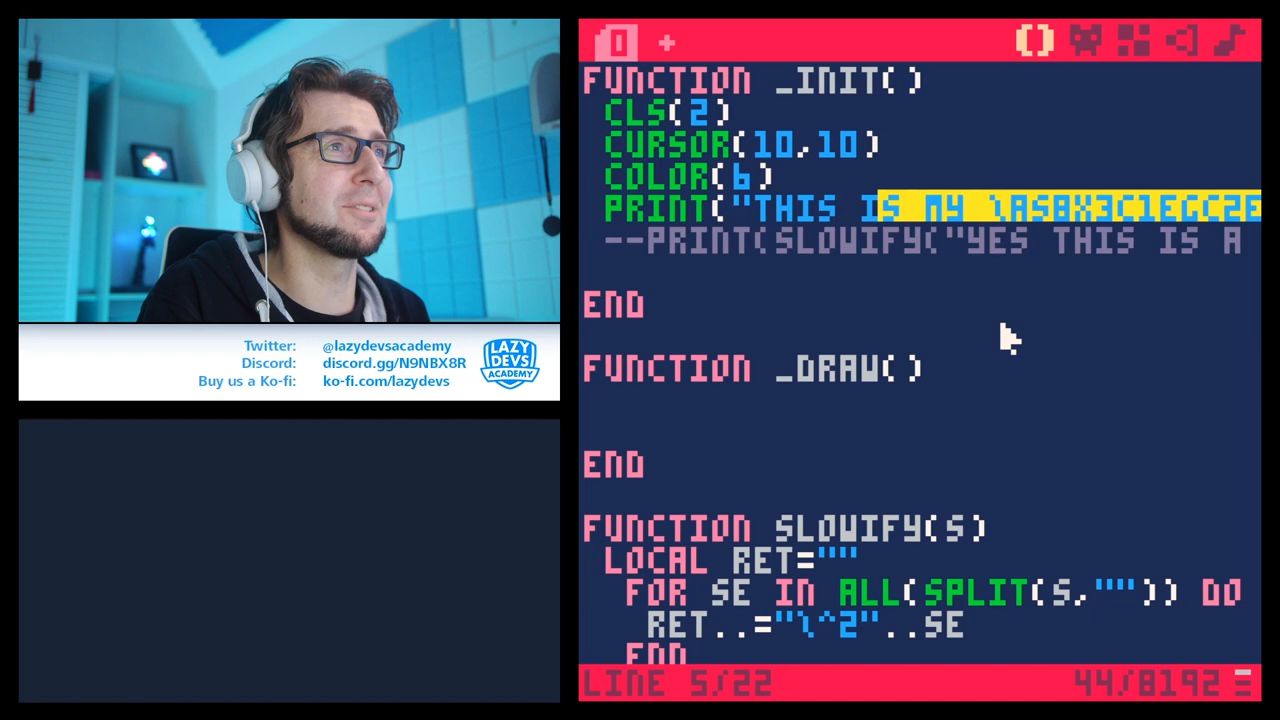 Twitter: @lazydevsacademy
Discord: discord.gg/N9NBX8R
Buy us a Ko-fi: ko-fi.com/lazydevs
LAZY
DEVS
ACADEMY
0 +
FUNCTION _INIT()
CLS(2)
CURSOR(10,10)
COLOR(6)
PRINT("THIS IS MY \AS8X3C1EGC2E
--PRINT(SLOWIFY("YES THIS IS A
END
FUNCTION _DRAW()
END
FUNCTION SLOWIFY(S)
LOCAL RET=""
FOR SE IN ALL(SPLIT(S,"")) DO
RET..="\^2"..SE
END
LINE 5/22 44/8192